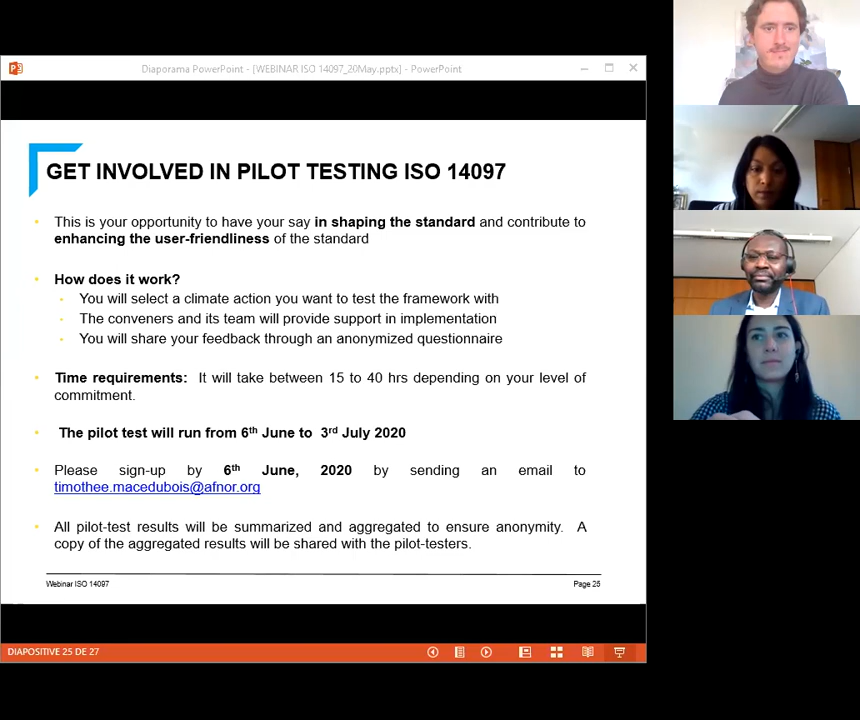 Diaporama PowerPoint - [WEBINAR ISO 14097_20May.pptx] - PowerPoint
GET INVOLVED IN PILOT TESTING ISO 14097
This is your opportunity to have your say in shaping the standard and contribute to
enhancing the user-friendliness of the standard
How does it work?
You will select a climate action you want to test the framework with
The conveners and its team will provide support in implementation
You will share your feedback through an anonymized questionnaire
Time requirements: It will take between 15 to 40 hrs depending on your level of
commitment.
The pilot test will run from 6th June to 3rd July 2020
Please sign-up by 6th June, 2020 by sending an email to
timothee.macedubois@afnor.org
All pilot-test results will be summarized and aggregated to ensure anonymity. A
copy of the aggregated results will be shared with the pilot-testers.
Webinar ISO 14097
Page 25
DIAPOSITIVE 25 DE 27